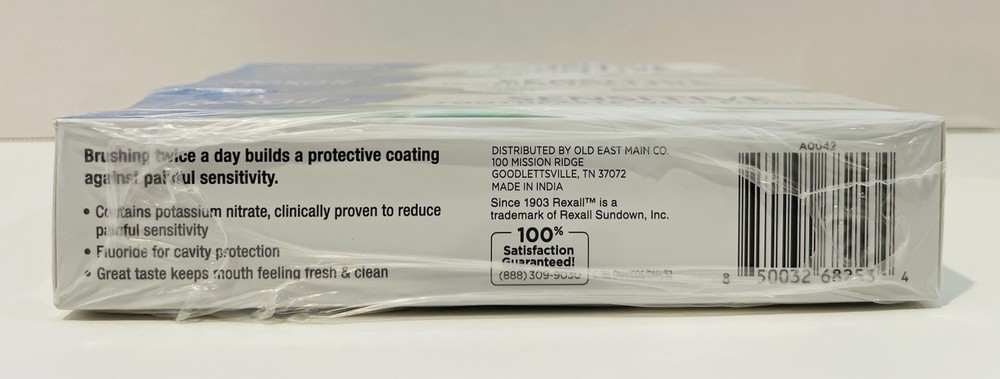 SENSITIVE
Brushing twice a day builds a protective coating
against painful sensitivity.
• Contains potassium nitrate, clinically proven to reduce
painful sensitivity
• Fluoride for cavity protection
• Great taste keeps mouth feeling fresh & clean
DISTRIBUTED BY OLD EAST MAIN CO.
100 MISSION RIDGE
GOODLETTSVILLE, TN 37072
MADE IN INDIA
Since 1903 Rexall™ is a
trademark of Rexall Sundown, Inc.
100%
Satisfaction
Guaranteed!
(888) 309-9030
A0042
8 50032 68253 4